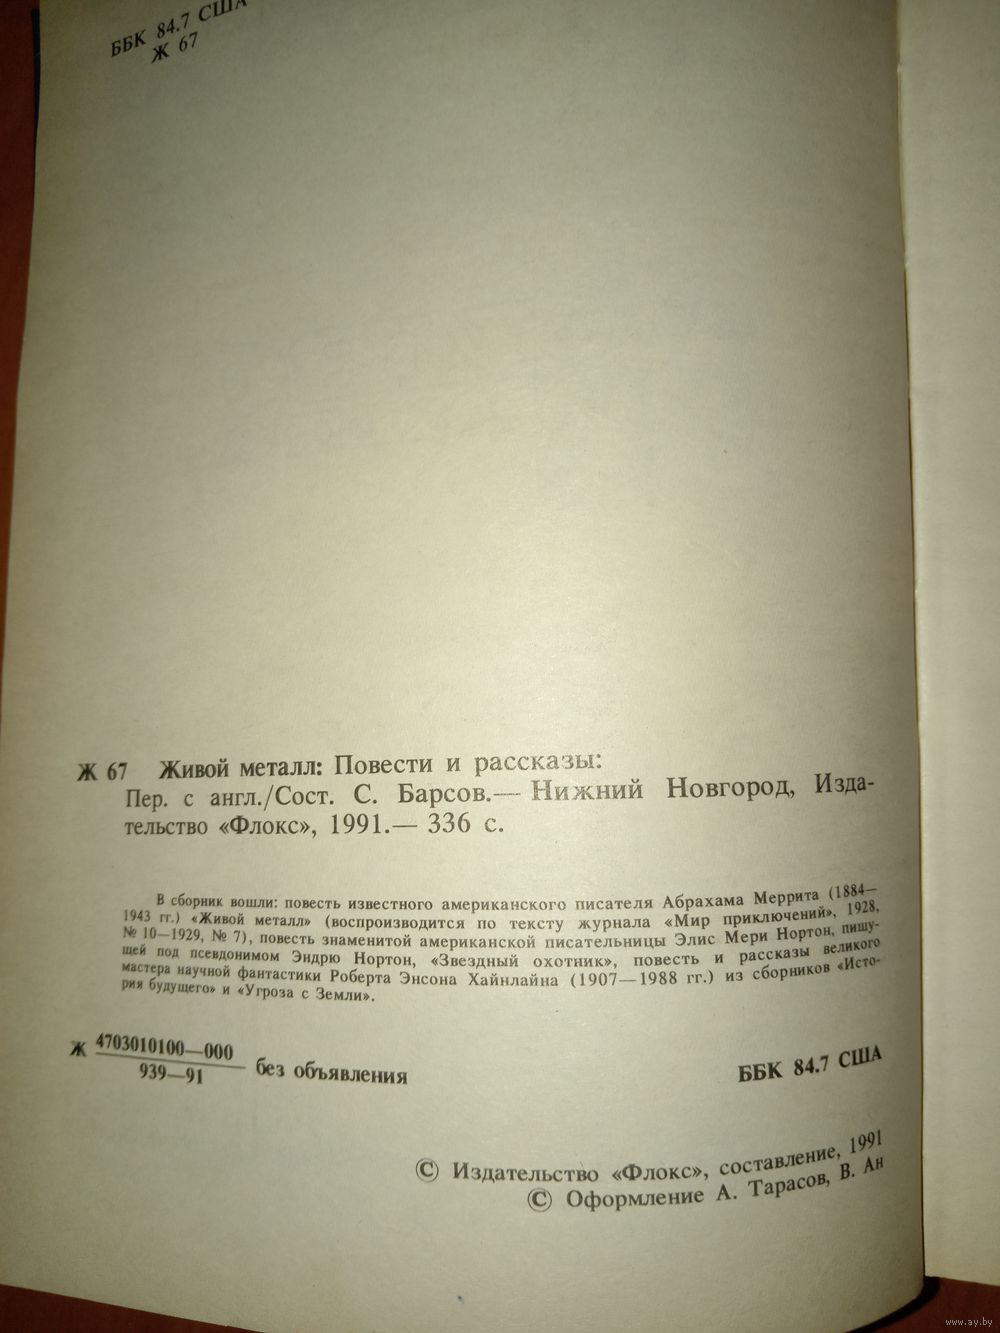 ББК 84.7 США
Ж 67
Ж 67 Живой металл: Повести и рассказы:
Пер. с англ./Сост. С. Барсов.— Нижний Новгород, Изда-
тельство «Флокс», 1991.— 336 с.
В сборник вошли: повесть известного американского писателя Абрахама Меррита (1884—
1943 гг.) «Живой металл» (воспроизводится по тексту журнала «Мир приключений», 1928,
№ 10—1929, № 7), повесть знаменитой американской писательницы Элис Мери Нортон, пишу-
щей под псевдонимом Эндрю Нортон, «Звездный охотник», повесть и рассказы великого
мастера научной фантастики Роберта Энсона Хайнлайна (1907—1988 гг.) из сборников «Исто-
рия будущего» и «Угроза с Земли».
Ж 4703010100—000
939—91 без объявления
ББК 84.7 США
© Издательство «Флокс», составление, 1991
© Оформление А. Тарасов, В. Ан
www.ay.by